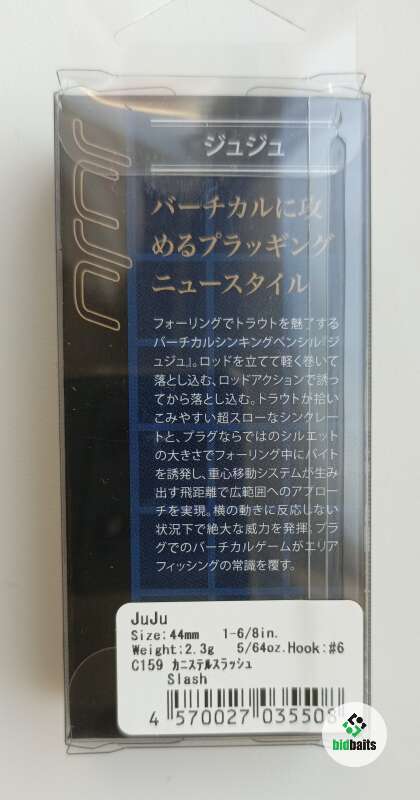 JUJU
ジュジュ
バーチカルに攻
めるプラッギング
ニュースタイル
フォーリングでトラウトを魅了する
バーチカルシンキングペンシル『ジ
ュジュ』。ロッドを立てて軽く巻いて
落とし込む、ロッドアクションで誘っ
てから落とし込む。トラウトが拾い
こみやすい超スローなシンクレー
トと、プラグならではのシルエット
の大きさでフォーリング中にバイト
を誘発し、重心移動システムが生み
出す飛距離で広範囲へのアプロー
チを実現。横の動きに反応しない
状況下で絶大な威力を発揮。プラ
グでのバーチカルゲームがエリア
フィッシングの常識を覆す。
JuJu
Size:44mm 1-6/8in.
Weight:2.3g 5/64oz.Hook:#6
C159 カニステルスラッシュ
Slash
4 570027 035508
bidbaits